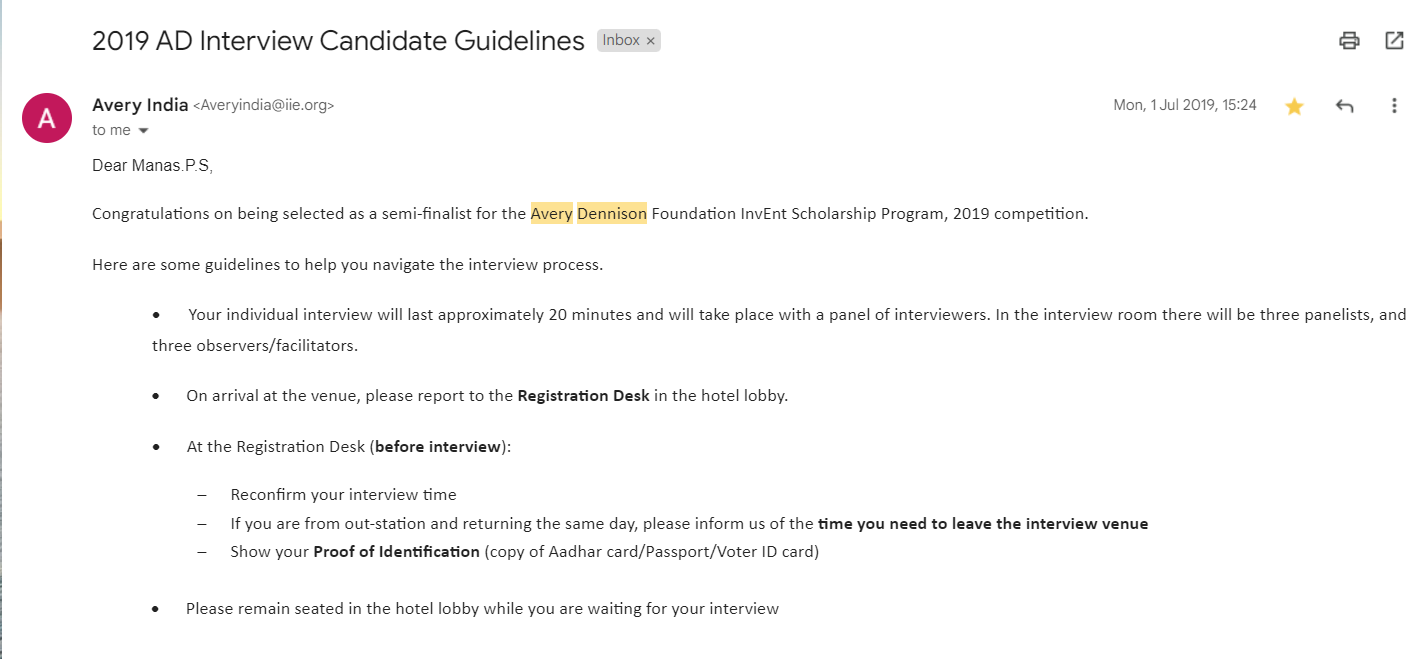 2019 AD Interview Candidate Guidelines Inbox ×
A Avery India <Averyindia@iie.org> Mon, 1 Jul 2019, 15:24
to me
Dear Manas.P.S,
Congratulations on being selected as a semi-finalist for the Avery Dennison Foundation InvEnt Scholarship Program, 2019 competition.
Here are some guidelines to help you navigate the interview process.
• Your individual interview will last approximately 20 minutes and will take place with a panel of interviewers. In the interview room there will be three panelists, and
three observers/facilitators.
• On arrival at the venue, please report to the Registration Desk in the hotel lobby.
• At the Registration Desk (before interview):
– Reconfirm your interview time
– If you are from out-station and returning the same day, please inform us of the time you need to leave the interview venue
– Show your Proof of Identification (copy of Aadhar card/Passport/Voter ID card)
• Please remain seated in the hotel lobby while you are waiting for your interview